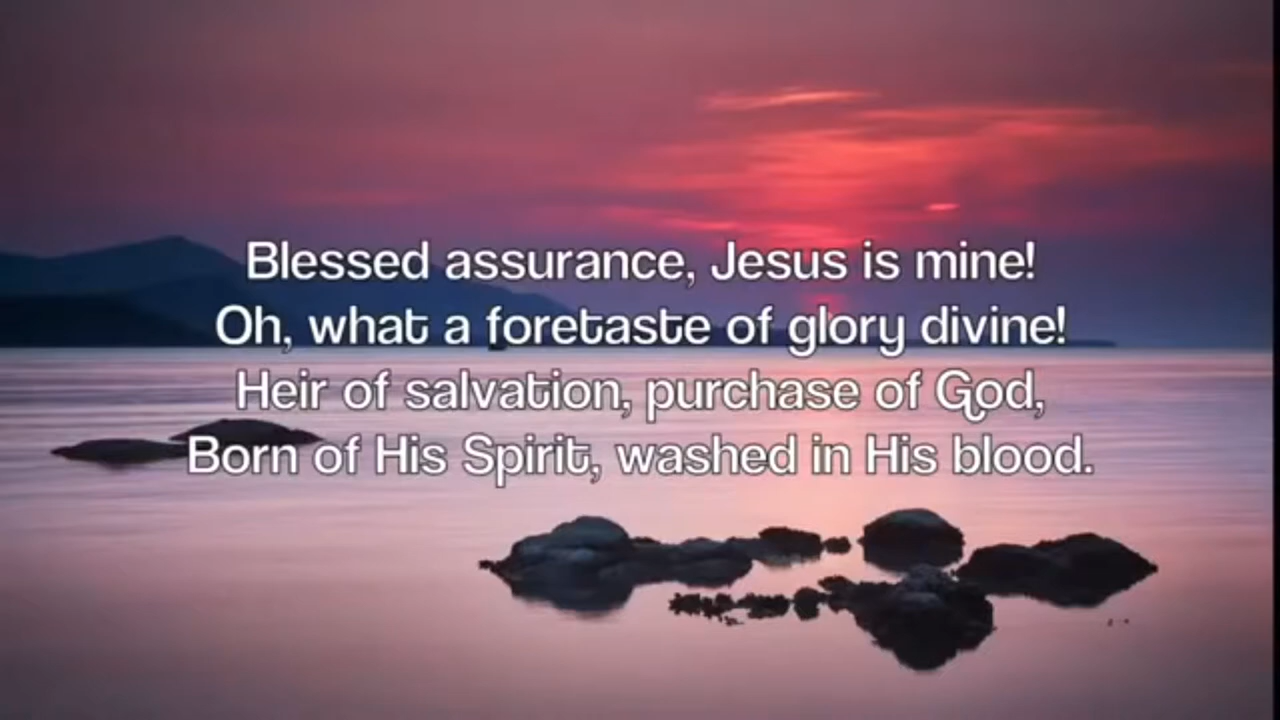 Blessed assurance, Jesus is mine!
Oh, what a foretaste of glory divine!
Heir of salvation, purchase of God,
Born of His Spirit, washed in His blood.